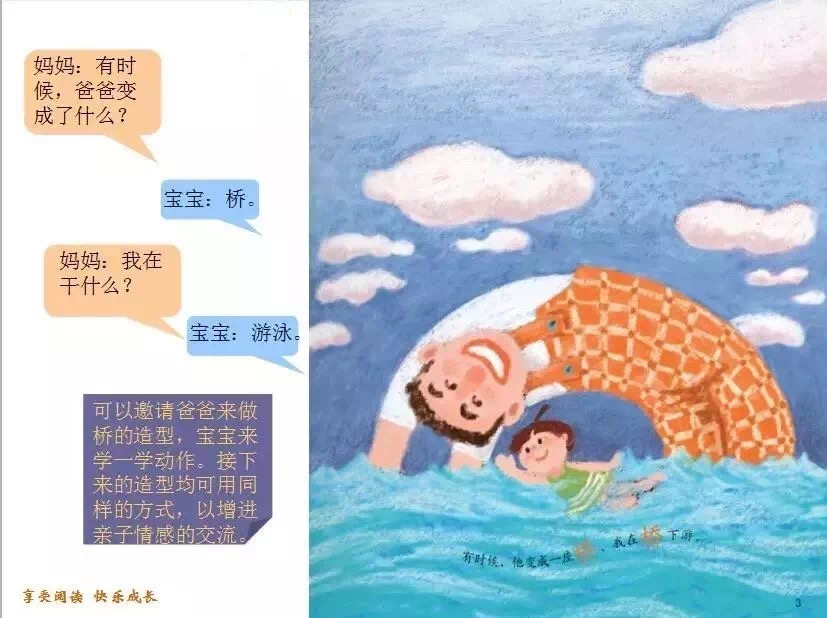 妈妈：有时
候，爸爸变
成了什么？
宝宝：桥。
妈妈：我在
干什么？
宝宝：游泳。
可以邀请爸爸来做
桥的造型，宝宝来
学一学动作。接下
来的造型均可用同
样的方式，以增进
亲子情感的交流。
享受阅读 快乐成长
有时候，他变成一座桥，我在桥下游。
3